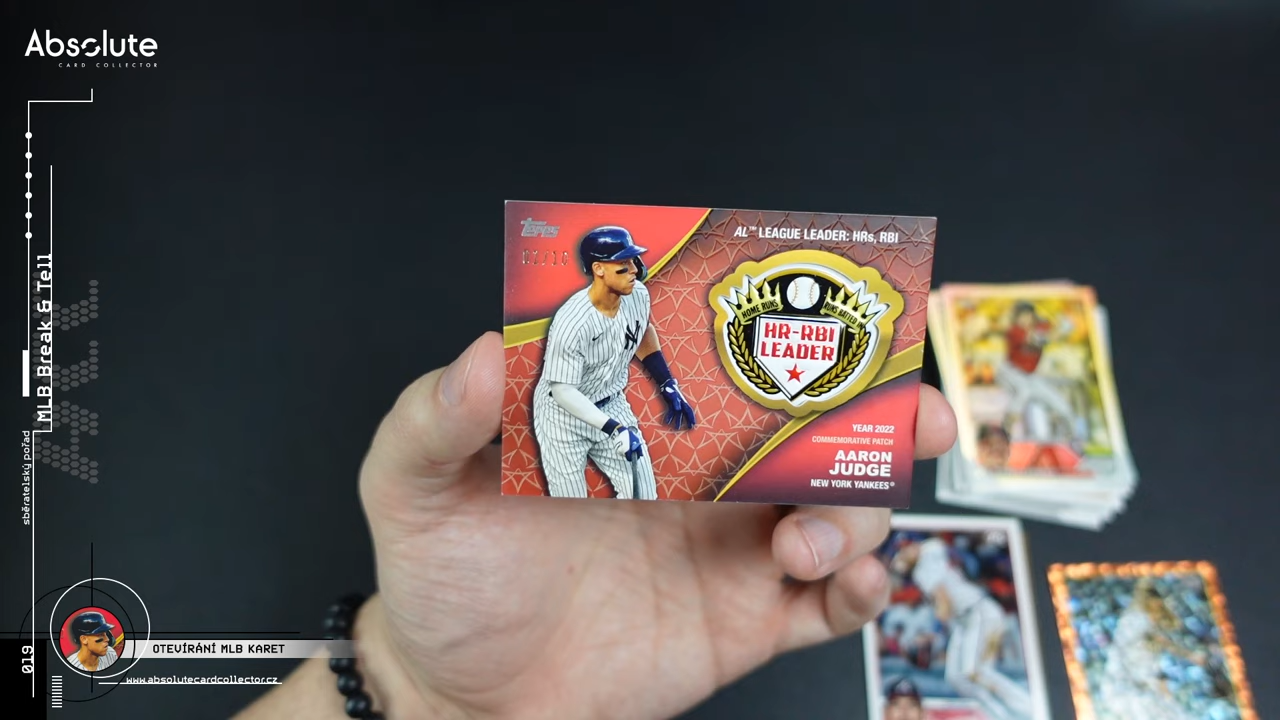 Absolute
CARD COLLECTOR
MLB Break & Tell
sběratelský pořad
019
OTEVÍRÁNÍ MLB KARET
www.absolutecardcollector.cz
topps
AL™ LEAGUE LEADER: HRs, RBI
HOME RUNS
RUNS BATTED IN
HR-RBI
LEADER
YEAR 2022
COMMEMORATIVE PATCH
AARON
JUDGE
NEW YORK YANKEES®